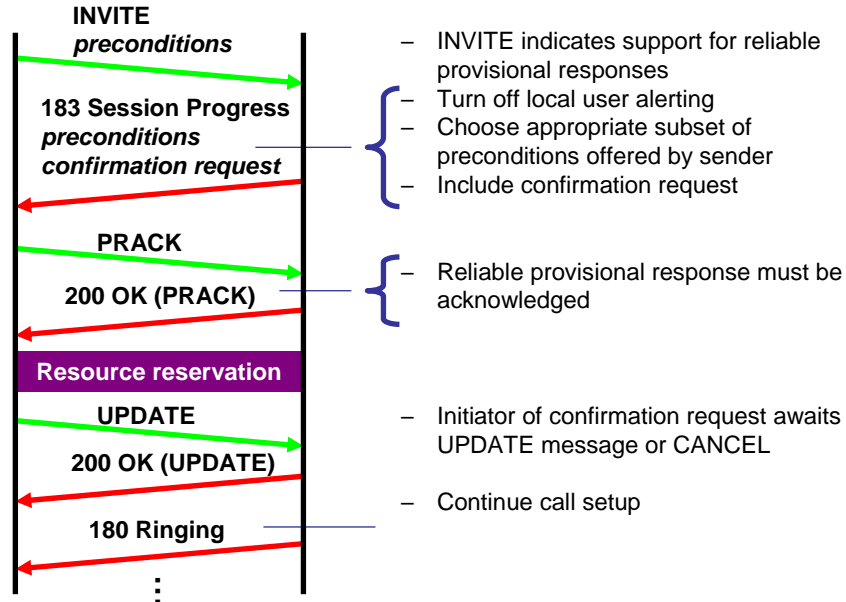 INVITE
preconditions
– INVITE indicates support for reliable
provisional responses
183 Session Progress
preconditions
confirmation request
– Turn off local user alerting
– Choose appropriate subset of
preconditions offered by sender
– Include confirmation request
PRACK
200 OK (PRACK)
– Reliable provisional response must be
acknowledged
Resource reservation
UPDATE
200 OK (UPDATE)
– Initiator of confirmation request awaits
UPDATE message or CANCEL
180 Ringing
– Continue call setup
⋮